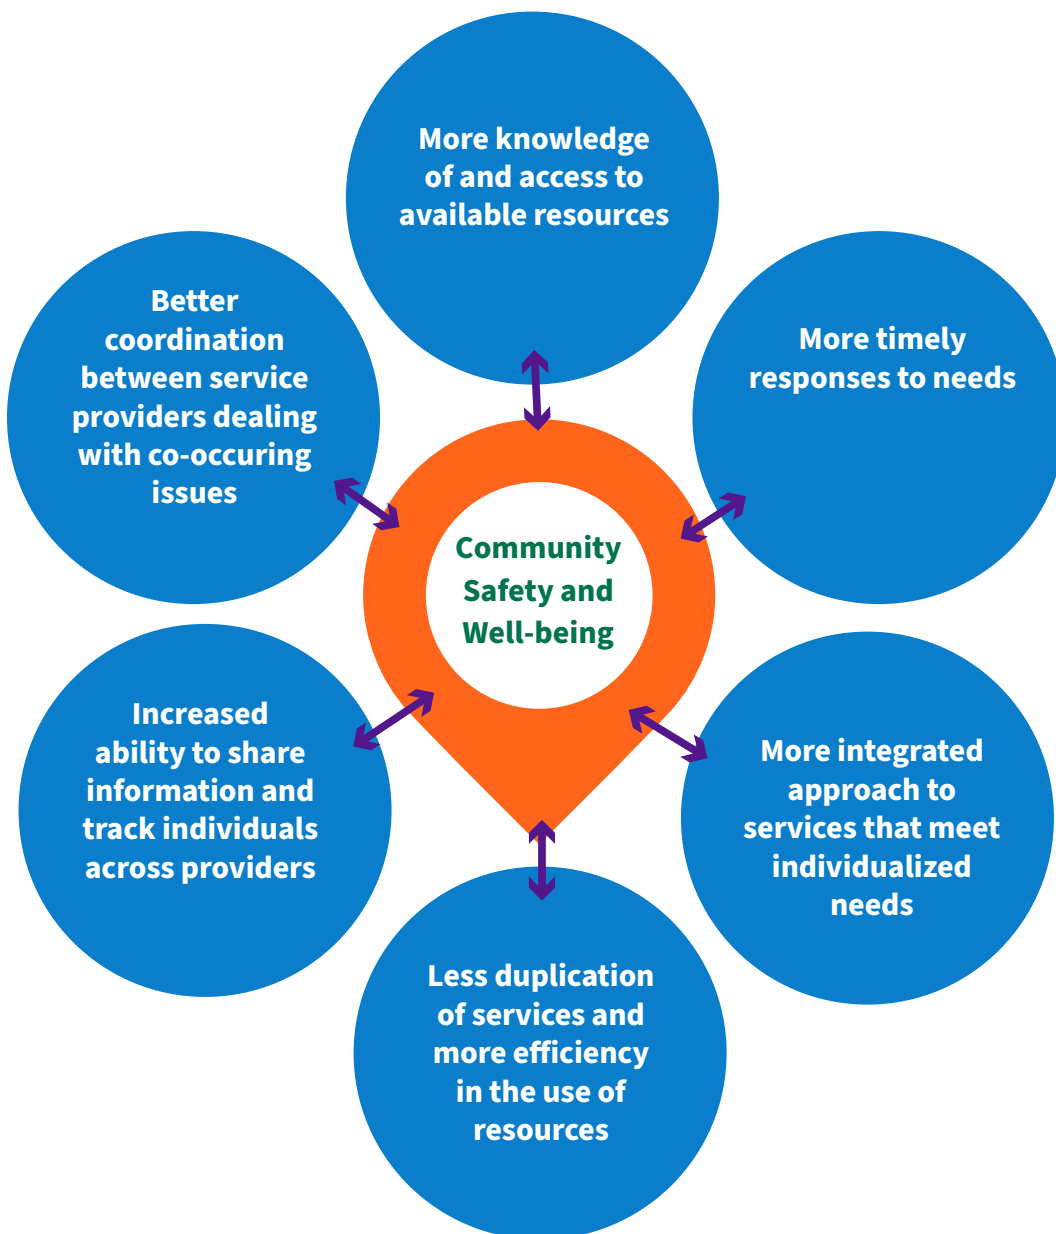 More knowledge
of and access to
available resources
Better
coordination
between service
providers dealing
with co-occuring
issues
More timely
responses to needs
Community
Safety and
Well-being
Increased
ability to share
information and
track individuals
across providers
More integrated
approach to
services that meet
individualized
needs
Less duplication
of services and
more efficiency
in the use of
resources